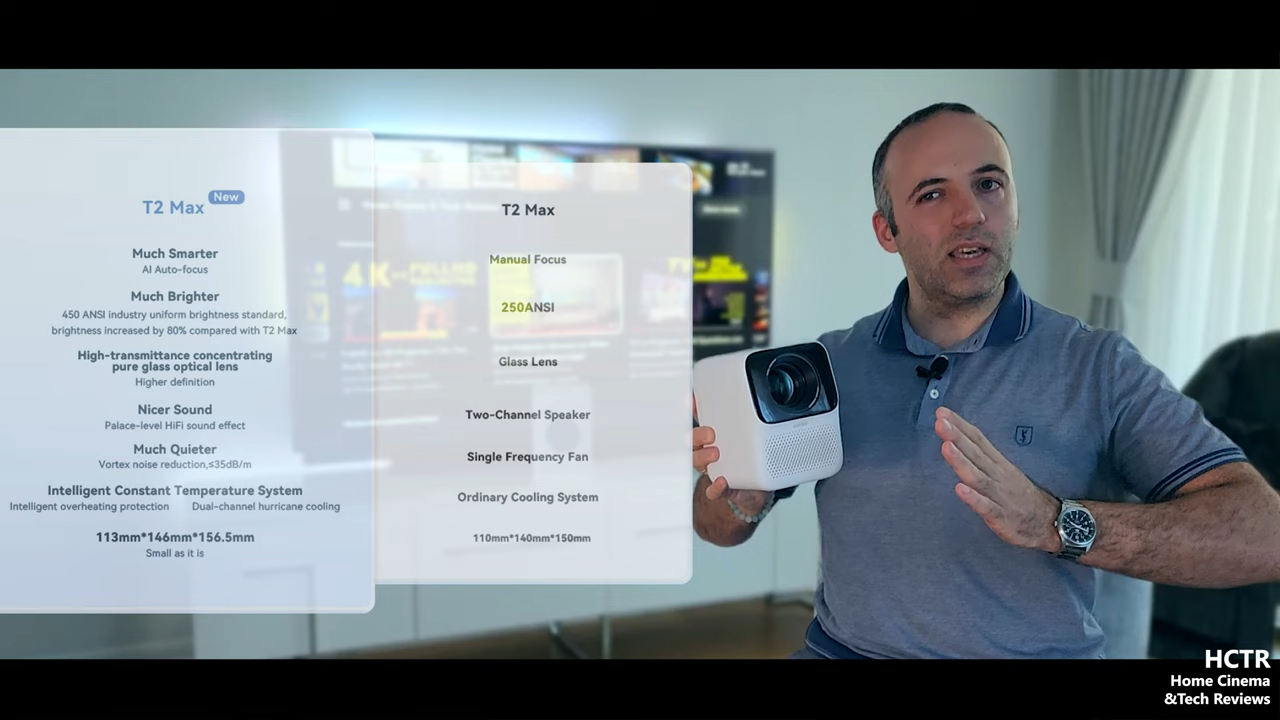 T2 Max New
Much Smarter
AI Auto-focus
Much Brighter
450 ANSI industry uniform brightness standard,
brightness increased by 80% compared with T2 Max
High-transmittance concentrating
pure glass optical lens
Higher definition
Nicer Sound
Palace-level HiFi sound effect
Much Quieter
Vortex noise reduction,≤35dB/m
Intelligent Constant Temperature System
Intelligent overheating protection Dual-channel hurricane cooling
113mm*146mm*156.5mm
Small as it is
T2 Max
Manual Focus
250ANSI
Glass Lens
Two-Channel Speaker
Single Frequency Fan
Ordinary Cooling System
110mm*140mm*150mm
4K
FULL HD
HCTR
Home Cinema
&Tech Reviews